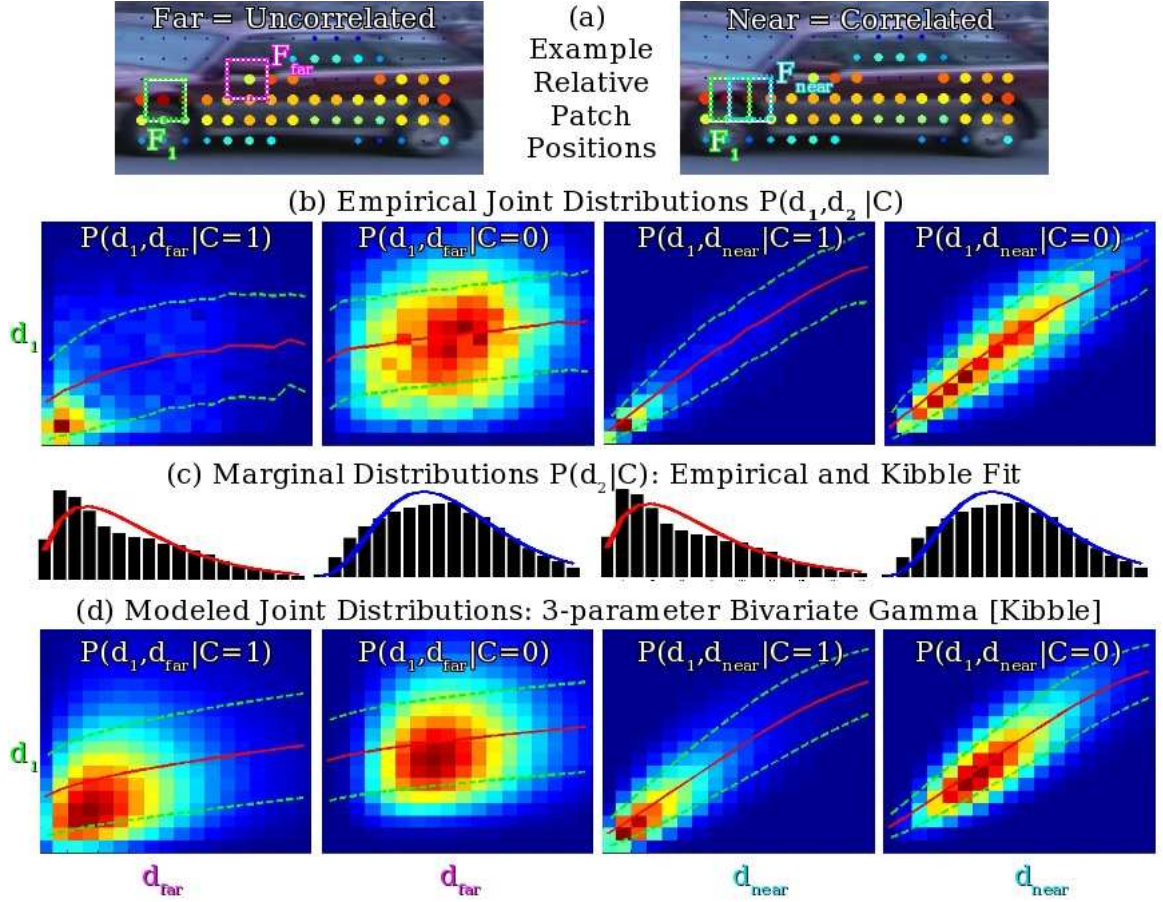 Far = Uncorrelated
(a)
Near = Correlated
Example
Relative
Patch
Positions
F_far
F_1
F_near
F_1
(b) Empirical Joint Distributions P(d_1,d_2 |C)
P(d_1,d_far|C=1)
P(d_1,d_far|C=0)
P(d_1,d_near|C=1)
P(d_1,d_near|C=0)
d_1
(c) Marginal Distributions P(d_2|C): Empirical and Kibble Fit
(d) Modeled Joint Distributions: 3-parameter Bivariate Gamma [Kibble]
P(d_1,d_far|C=1)
P(d_1,d_far|C=0)
P(d_1,d_near|C=1)
P(d_1,d_near|C=0)
d_1
d_far
d_far
d_near
d_near